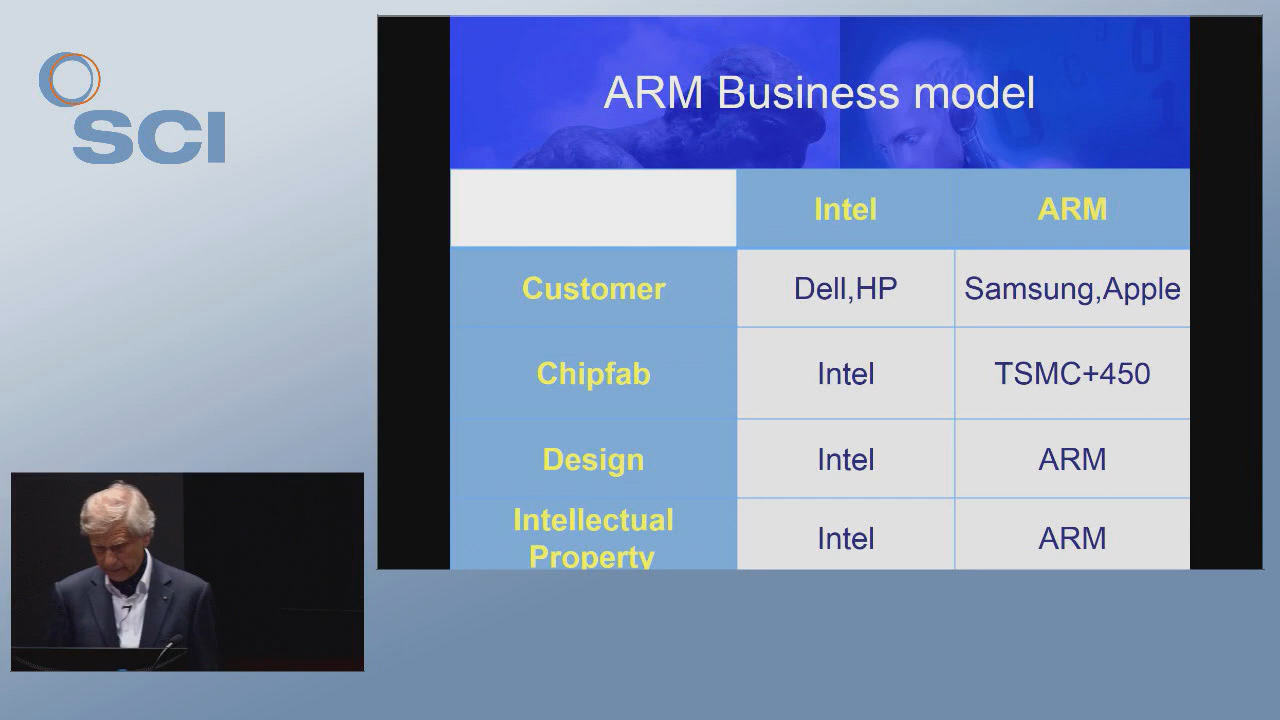 SCI
ARM Business model
Intel
ARM
Customer
Dell,HP
Samsung,Apple
Chipfab
Intel
TSMC+450
Design
Intel
ARM
Intellectual
Property
Intel
ARM